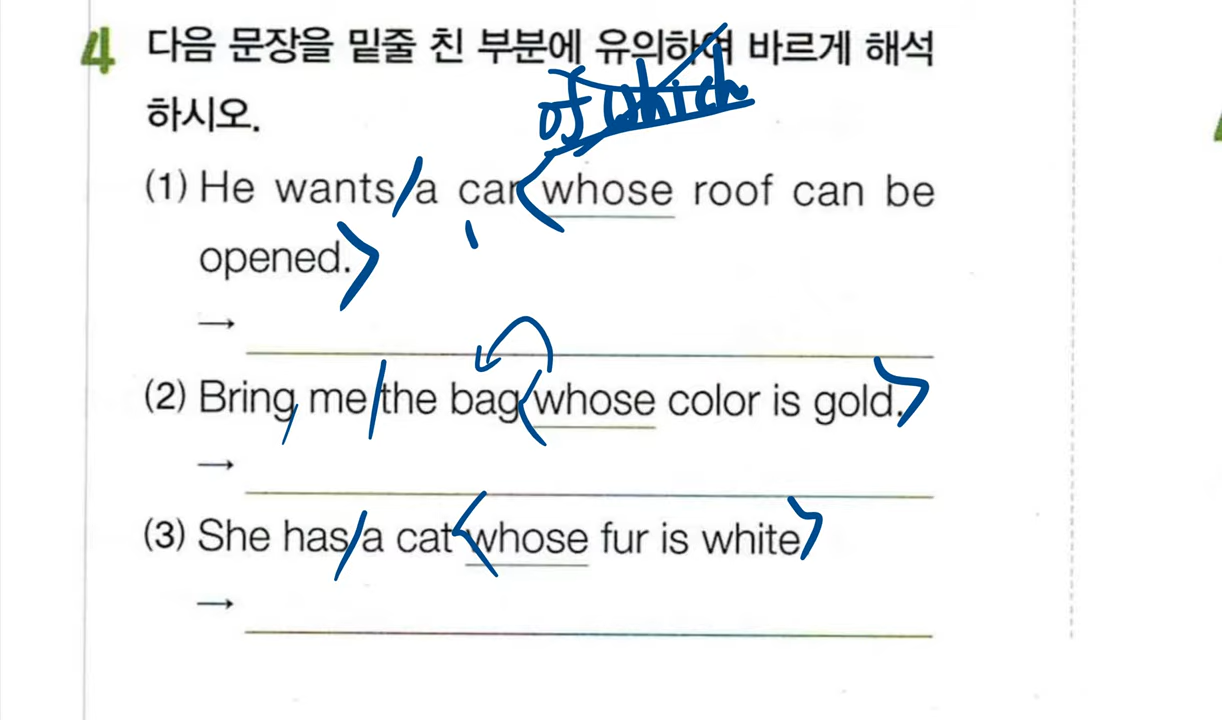 4 다음 문장을 밑줄 친 부분에 유의하여 바르게 해석
하시오.
of which
(1) He wants a car whose roof can be
opened.
→
(2) Bring me the bag whose color is gold.
→
(3) She has a cat whose fur is white.
→